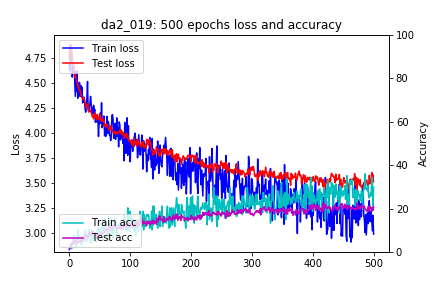 da2_019: 500 epochs loss and accuracy
Train loss
Test loss
Train acc
Test acc
Loss
4.75
4.50
4.25
4.00
3.75
3.50
3.25
3.00
Accuracy
100
80
60
40
20
0
0
100
200
300
400
500